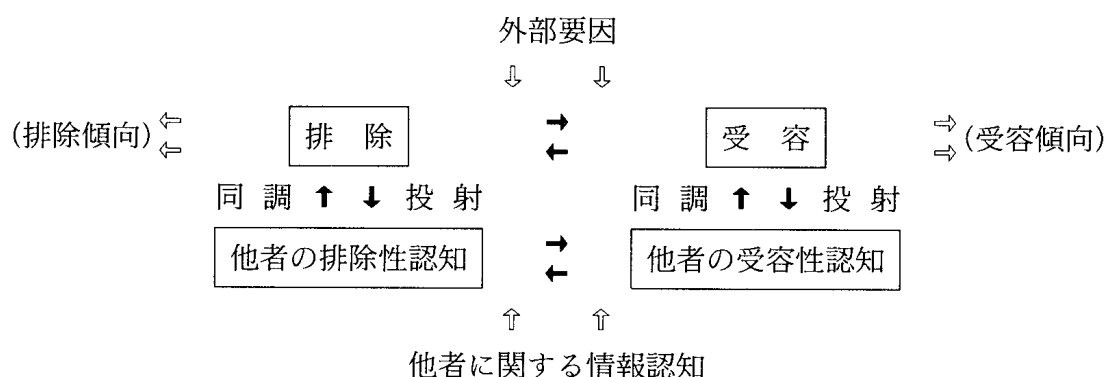 外部要因
⇩ ⇩
(排除傾向) ⇦ ⇦ 排 除 → ← 受 容 ⇨ ⇨ (受容傾向)
同 調 ↑ ↓ 投 射 同 調 ↑ ↓ 投 射
他者の排除性認知 → ← 他者の受容性認知
⇧ ⇧
他者に関する情報認知